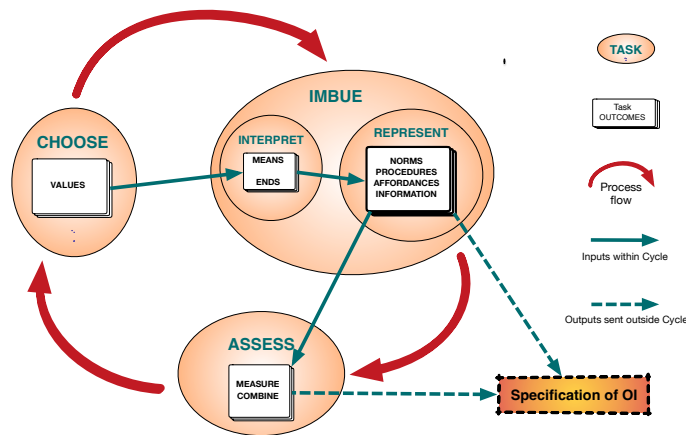 IMBUE
TASK
CHOOSE
INTERPRET
REPRESENT
VALUES
MEANS
ENDS
NORMS
PROCEDURES
AFFORDANCES
INFORMATION
Task
OUTCOMES
Process
flow
Inputs within Cycle
Outputs sent outside Cycle
ASSESS
MEASURE
COMBINE
Specification of OI